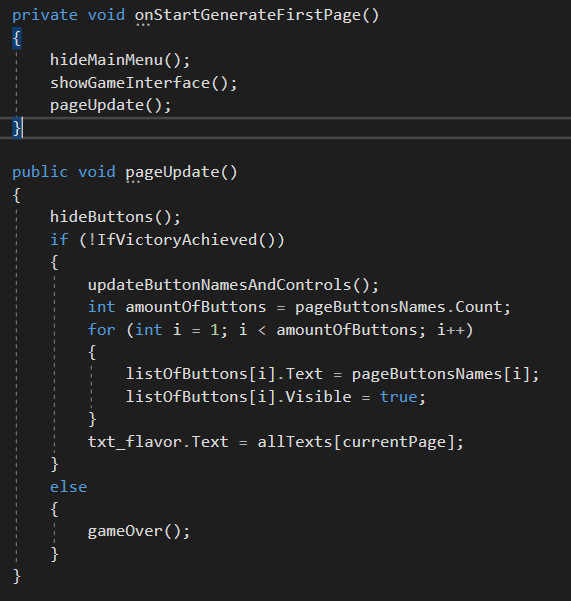 private void onStartGenerateFirstPage()
{
hideMainMenu();
showGameInterface();
pageUpdate();
}
public void pageUpdate()
{
hideButtons();
if (!IfVictoryAchieved())
{
updateButtonNamesAndControls();
int amountOfButtons = pageButtonsNames.Count;
for (int i = 1; i < amountOfButtons; i++)
{
listOfButtons[i].Text = pageButtonsNames[i];
listOfButtons[i].Visible = true;
}
txt_flavor.Text = allTexts[currentPage];
}
else
{
gameOver();
}
}